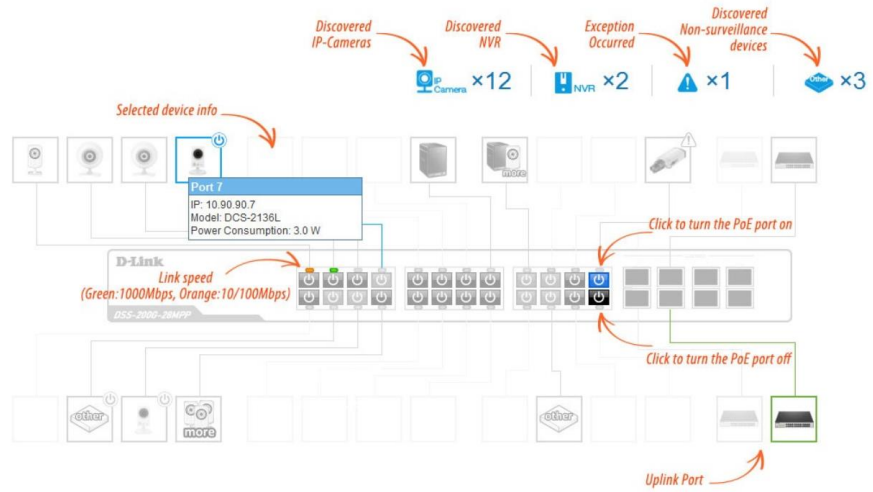 Discovered
IP-Cameras
Discovered
NVR
Exception
Occurred
Discovered
Non-surveillance
devices
IP
Camera ×12
NVR ×2
×1
Other ×3
Selected device info
more
Port 7
IP: 10.90.90.7
Model: DCS-2136L
Power Consumption: 3.0 W
Click to turn the PoE port on
D-Link
Link speed
(Green:1000Mbps, Orange:10/100Mbps)
DSS-200G-28MPP
Click to turn the PoE port off
other
more
other
Uplink Port